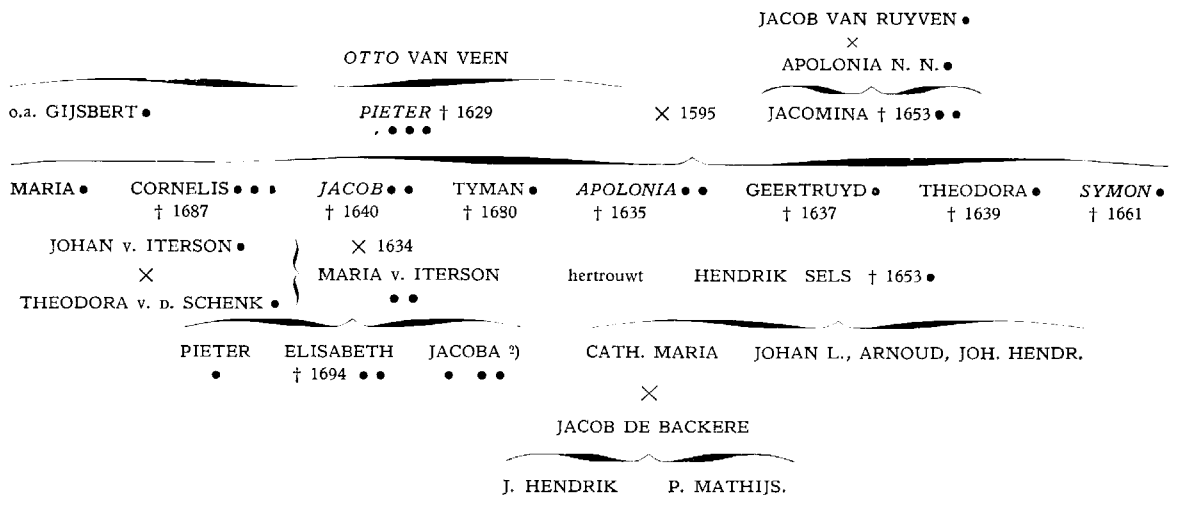 JACOB VAN RUYVEN •
×
OTTO VAN VEEN
APOLONIA N. N. •
o.a. GIJSBERT • PIETER † 1629 × 1595 JACOMINA † 1653 • •
• • •
MARIA • CORNELIS • • • JACOB • • TYMAN • APOLONIA • • GEERTRUYD • THEODORA • SYMON •
† 1687 † 1640 † 1680 † 1635 † 1637 † 1639 † 1661
JOHAN v. ITERSON • × 1634
× MARIA v. ITERSON hertrouwt HENDRIK SELS † 1653 •
THEODORA v. D. SCHENK • • •
PIETER ELISABETH JACOBA ²) CATH. MARIA JOHAN L., ARNOUD, JOH. HENDR.
• † 1694 • • • • •
×
JACOB DE BACKERE
J. HENDRIK P. MATHIJS.